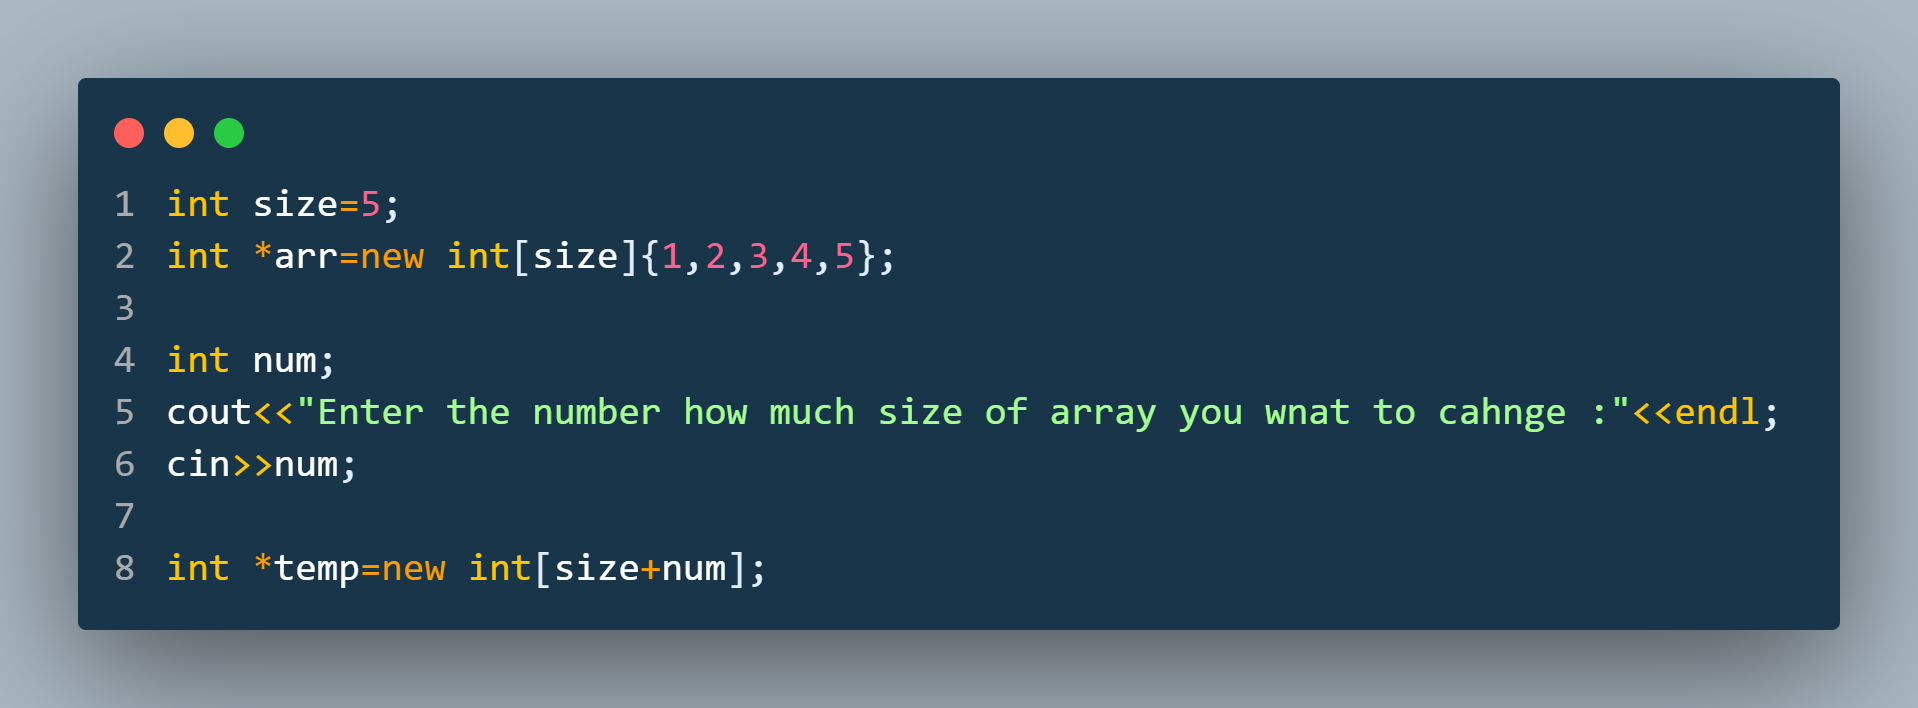 1 int size=5;
2 int *arr=new int[size]{1,2,3,4,5};
3
4 int num;
5 cout<<"Enter the number how much size of array you wnat to cahnge :"<<endl;
6 cin>>num;
7
8 int *temp=new int[size+num];